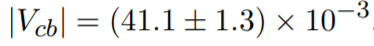 |V_{cb}| = (41.1 ± 1.3) × 10^{−3}